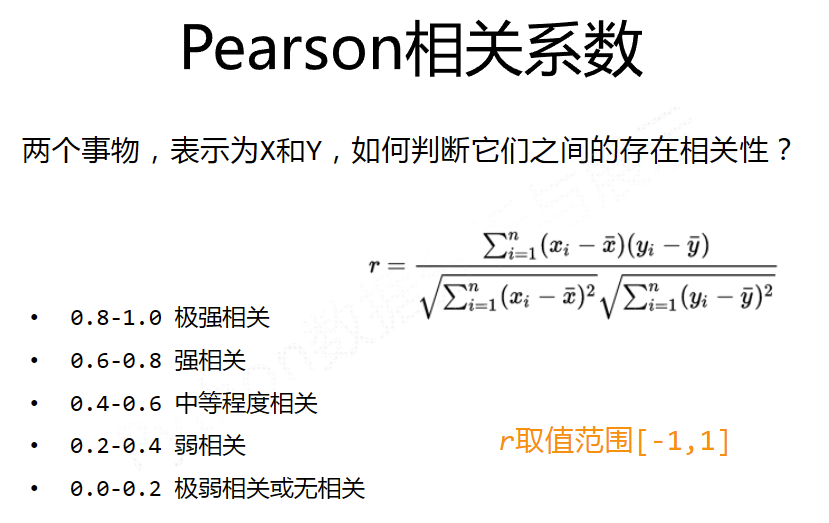 Pearson相关系数
两个事物，表示为X和Y，如何判断它们之间的存在相关性？
r = \frac{\sum_{i=1}^{n}(x_i - \bar{x})(y_i - \bar{y})}{\sqrt{\sum_{i=1}^{n}(x_i - \bar{x})^2}\sqrt{\sum_{i=1}^{n}(y_i - \bar{y})^2}}
• 0.8-1.0 极强相关
• 0.6-0.8 强相关
• 0.4-0.6 中等程度相关
• 0.2-0.4 弱相关
• 0.0-0.2 极弱相关或无相关
r取值范围[-1,1]